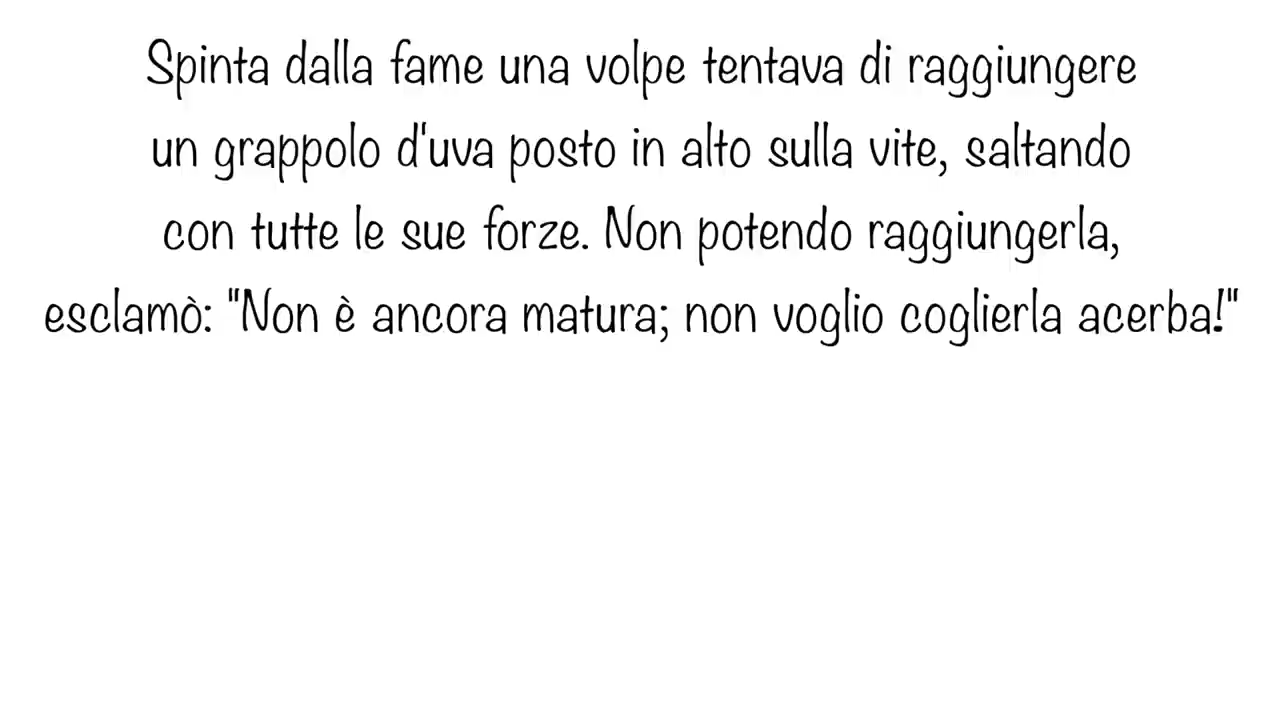 Spinta dalla fame una volpe tentava di raggiungere
un grappolo d'uva posto in alto sulla vite, saltando
con tutte le sue forze. Non potendo raggiungerla,
esclamò: "Non è ancora matura; non voglio coglierla acerba!"